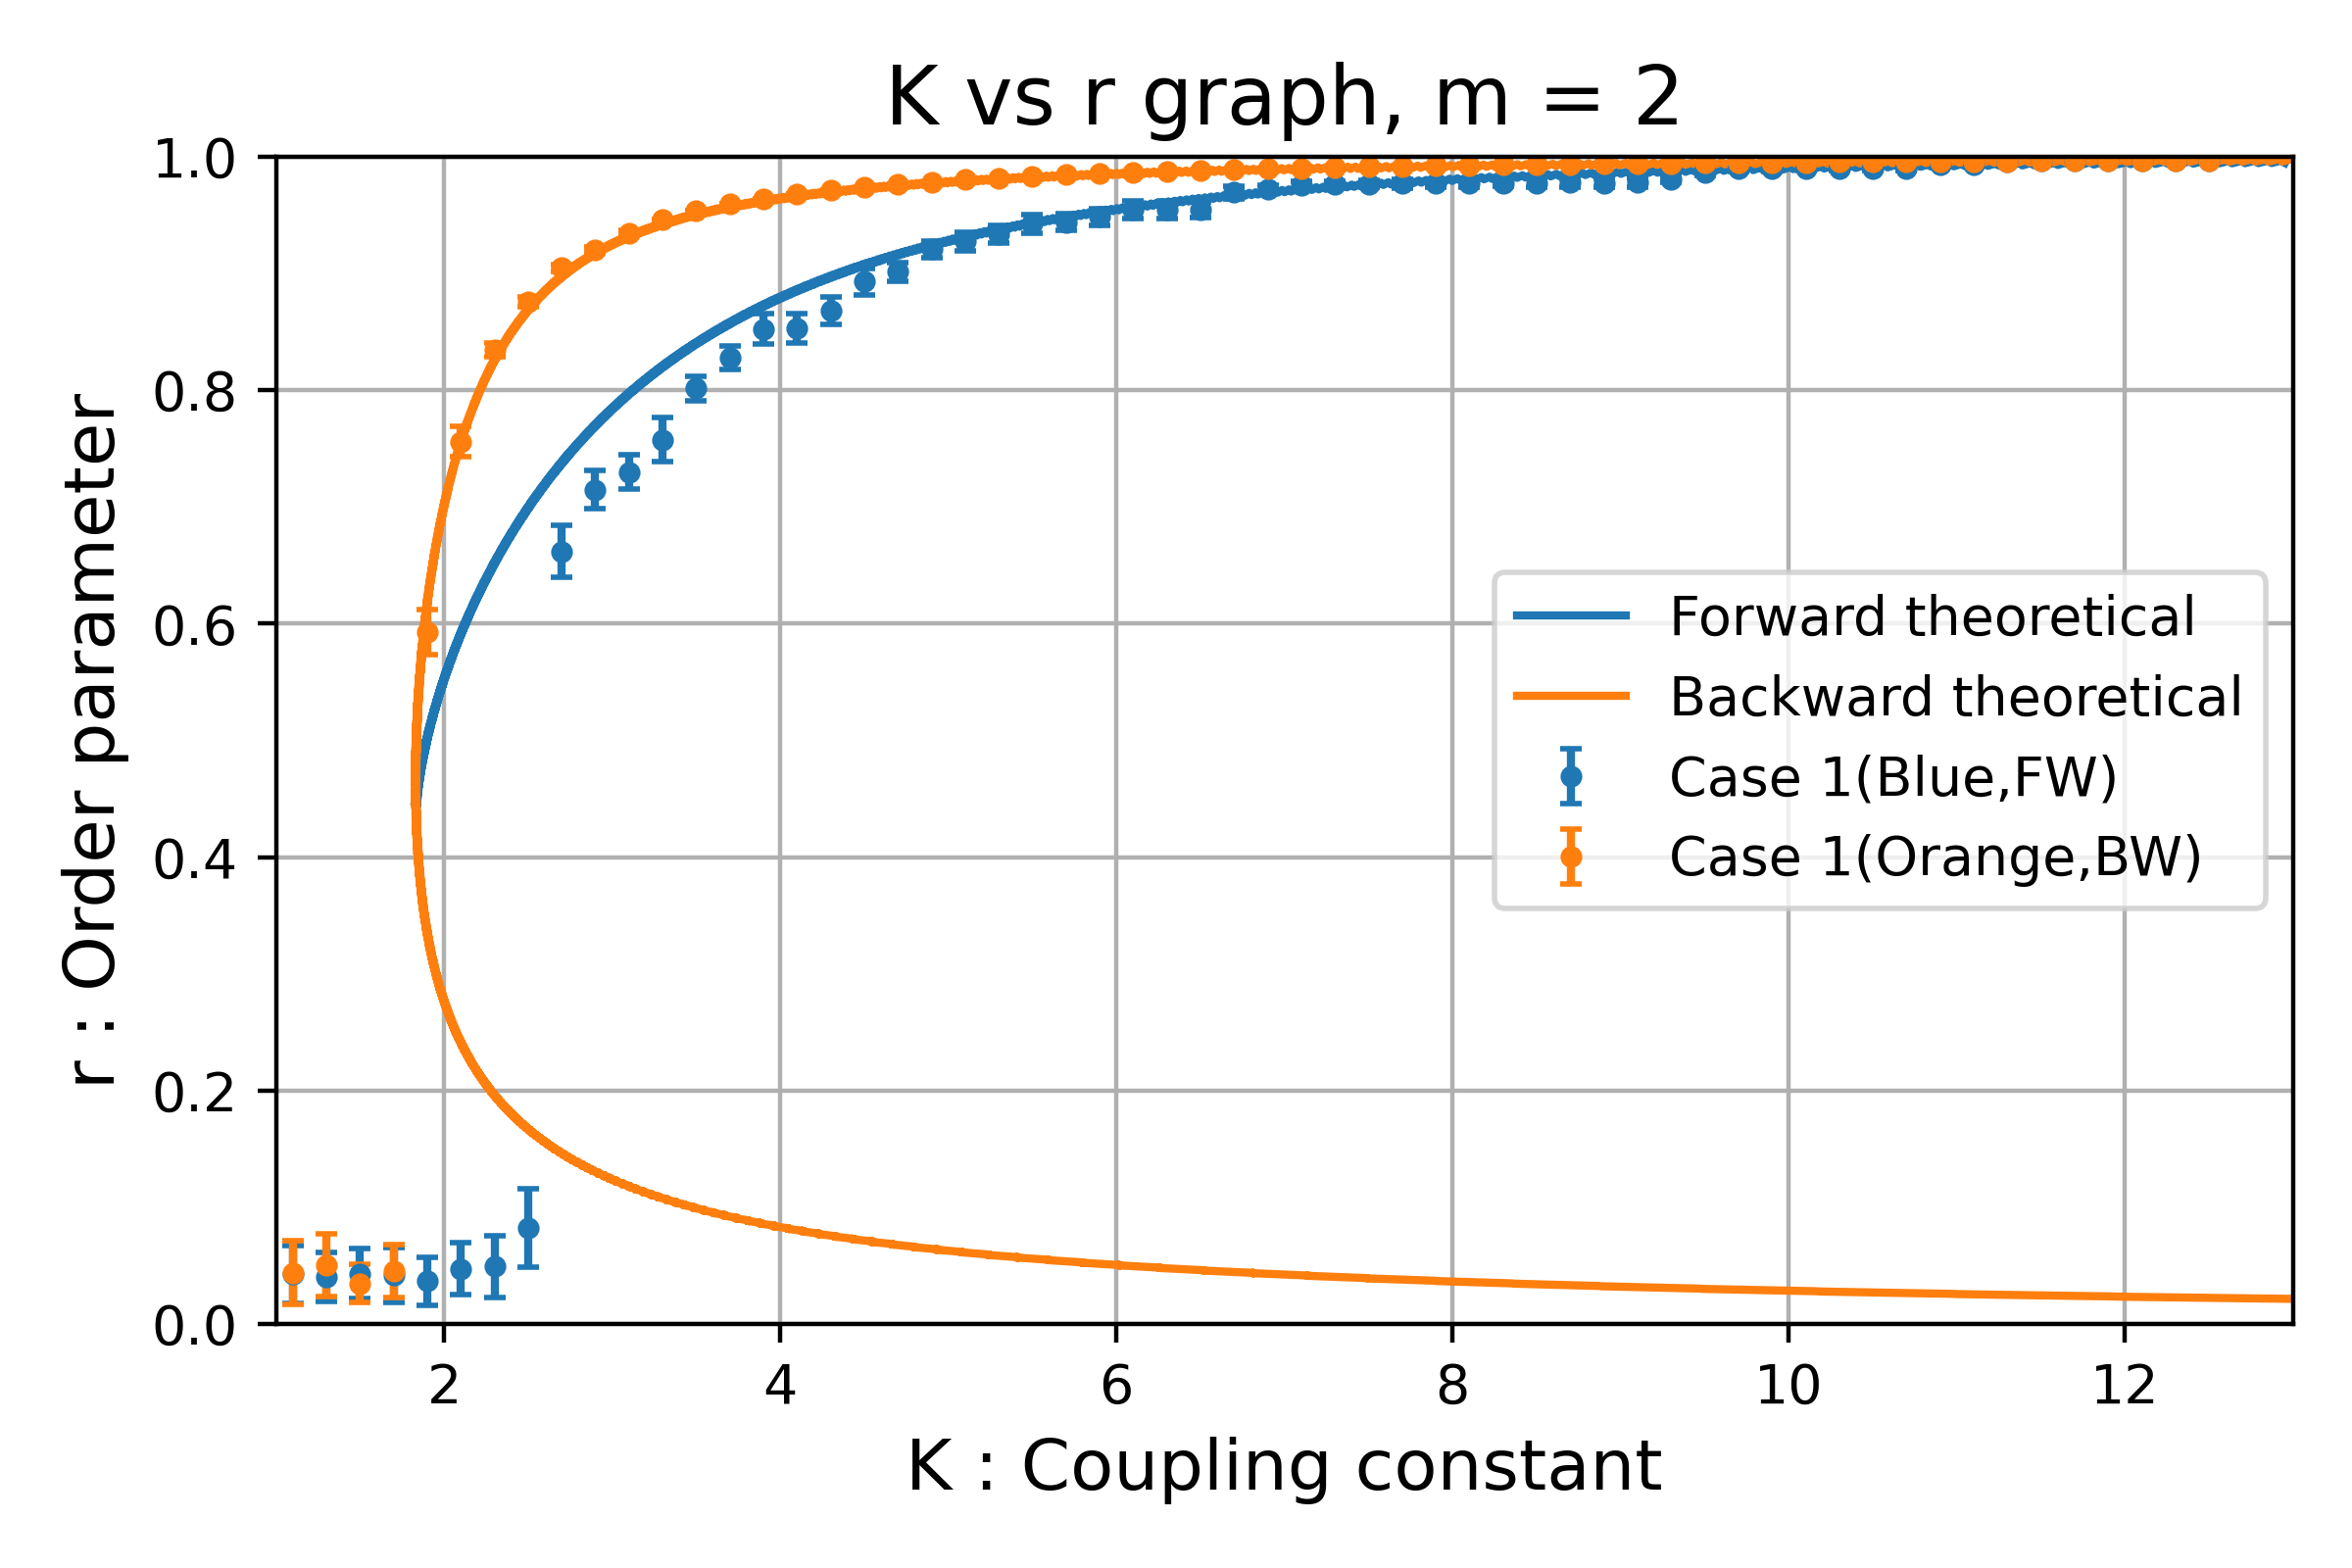 K vs r graph, m = 2
1.0
0.8
0.6
0.4
0.2
0.0
r : Order parameter
Forward theoretical
Backward theoretical
Case 1(Blue,FW)
Case 1(Orange,BW)
2 4 6 8 10 12
K : Coupling constant